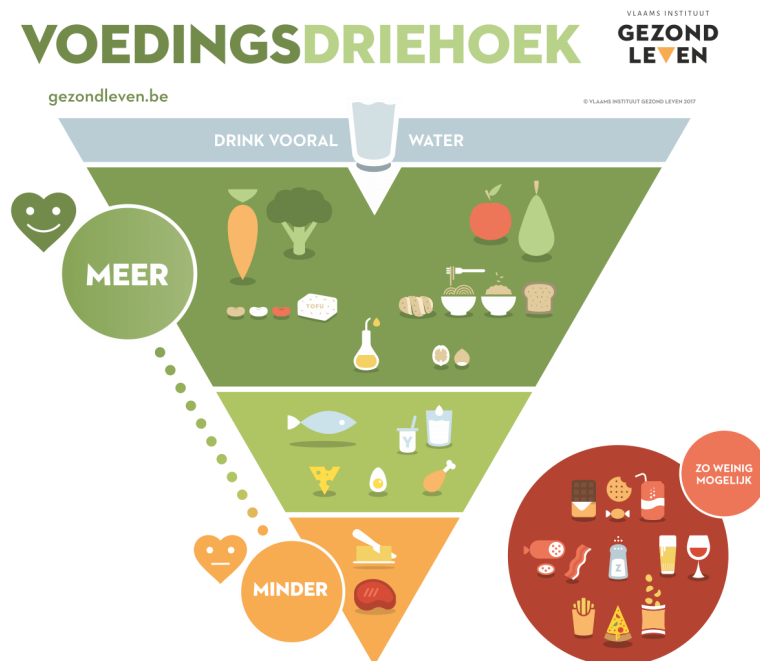 VOEDINGSDRIEHOEK
VLAAMS INSTITUUT
GEZOND
LEVEN
gezondleven.be
© VLAAMS INSTITUUT GEZOND LEVEN 2017
DRINK VOORAL WATER
MEER
TOFU
Y
ZO WEINIG
MOGELIJK
MINDER
Z